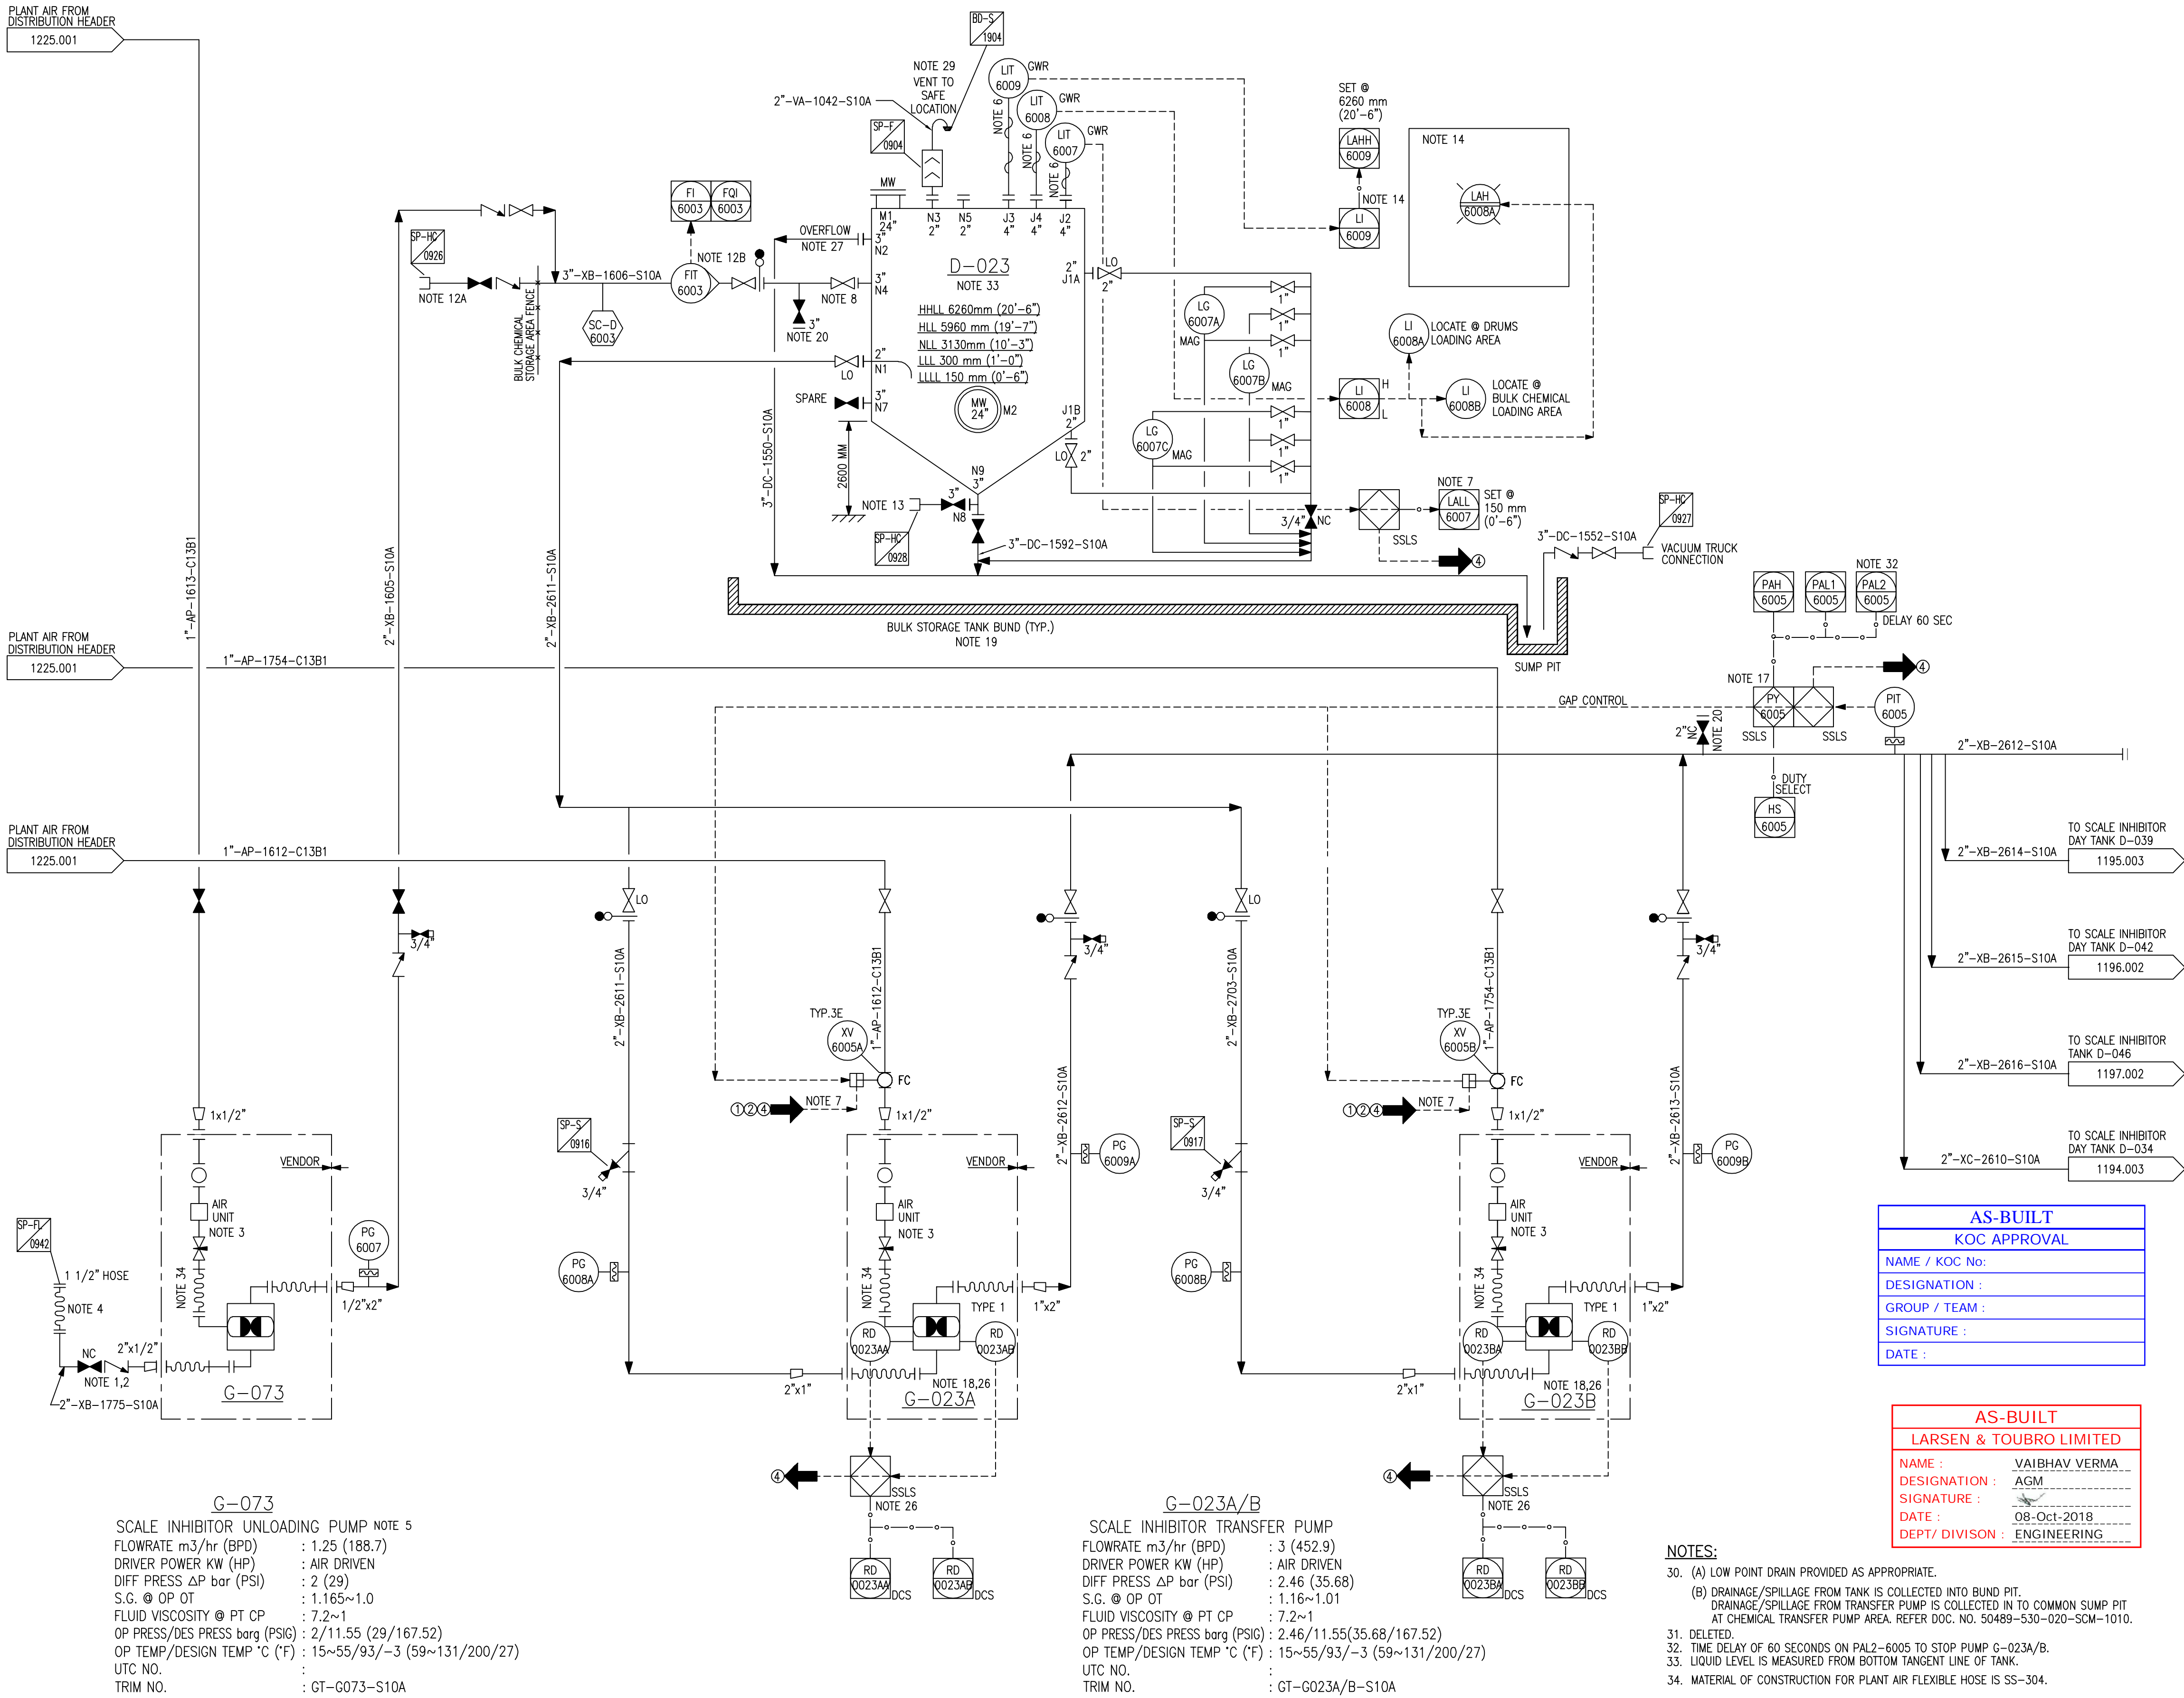 PLANT AIR FROM
DISTRIBUTION HEADER
1225.001
BD-S
1904
NOTE 29
VENT TO
SAFE
LOCATION
2"-VA-1042-S10A
SP-F
0904
LIT
6009
GWR
NOTE 6
LIT
6008
GWR
NOTE 6
LIT
6007
GWR
NOTE 6
SET @
6260 mm
(20'-6")
LAHH
6009
NOTE 14
LI
6009
NOTE 14
LAH
6008A
FI
6003
FQI
6003
MW
M1
24"
N3
2"
N5
2"
J3
4"
J4
4"
J2
4"
OVERFLOW
NOTE 27
3"
N2
SP-HC
0926
NOTE 12A
3"-XB-1606-S10A
FIT
6003
NOTE 12B
NOTE 8
3"
N4
3"
NOTE 20
SC-D
6003
BULK CHEMICAL
STORAGE AREA FENCE
D-023
NOTE 33
HHLL 6260mm (20'-6")
HLL 5960 mm (19'-7")
NLL 3130mm (10'-3")
LLL 300 mm (1'-0")
LLLL 150 mm (0'-6")
2"
J1A
LO
2"
LO
2"
N1
SPARE
3"
N7
MW
24"
M2
J1B
2"
LO
2"
2600 MM
N9
3"
NOTE 13
3"
N8
SP-HC
0928
3"-DC-1592-S10A
3"-DC-1550-S10A
LG
6007A
MAG
LG
6007B
MAG
LG
6007C
MAG
1"
1"
1"
1"
1"
1"
3/4"
NC
LI
6008A
LOCATE @ DRUMS
LOADING AREA
LI
6008
H
L
LI
6008B
LOCATE @
BULK CHEMICAL
LOADING AREA
NOTE 7
LALL
6007
SET @
150 mm
(0'-6")
SSLS
4
SP-HC
0927
3"-DC-1552-S10A
VACUUM TRUCK
CONNECTION
BULK STORAGE TANK BUND (TYP.)
NOTE 19
SUMP PIT
1"-AP-1613-C13B1
2"-XB-1605-S10A
2"-XB-2611-S10A
PLANT AIR FROM
DISTRIBUTION HEADER
1225.001
1"-AP-1754-C13B1
NOTE 32
PAH
6005
PAL1
6005
PAL2
6005
DELAY 60 SEC
4
NOTE 17
PY
6005
SSLS
SSLS
PIT
6005
GAP CONTROL
2"
NC
NOTE 20
2"-XB-2612-S10A
DUTY
SELECT
HS
6005
PLANT AIR FROM
DISTRIBUTION HEADER
1225.001
1"-AP-1612-C13B1
TO SCALE INHIBITOR
DAY TANK D-039
2"-XB-2614-S10A
1195.003
TO SCALE INHIBITOR
DAY TANK D-042
2"-XB-2615-S10A
1196.002
TO SCALE INHIBITOR
TANK D-046
2"-XB-2616-S10A
1197.002
TO SCALE INHIBITOR
DAY TANK D-034
2"-XC-2610-S10A
1194.003
3/4"
LO
2"-XB-2611-S10A
1"-AP-1612-C13B1
TYP.3E
XV
6005A
FC
1 2 4
NOTE 7
1x1/2"
3/4"
2"-XB-2612-S10A
PG
6009A
LO
2"-XB-2703-S10A
1"-AP-1754-C13B1
TYP.3E
XV
6005B
FC
1 2 4
NOTE 7
1x1/2"
3/4"
2"-XB-2613-S10A
PG
6009B
1x1/2"
VENDOR
AIR
UNIT
NOTE 3
NOTE 34
PG
6007
1/2"x2"
SP-FL
0942
1 1/2" HOSE
NOTE 4
NC
2"x1/2"
NOTE 1,2
2"-XB-1775-S10A
G-073
SP-S
0916
3/4"
PG
6008A
2"x1"
VENDOR
AIR
UNIT
NOTE 3
NOTE 34
TYPE 1
1"x2"
RD
0023AA
RD
0023AB
NOTE 18,26
G-023A
4
SSLS
NOTE 26
RD
0023AA
DCS
RD
0023AB
DCS
SP-S
0917
3/4"
PG
6008B
2"x1"
VENDOR
AIR
UNIT
NOTE 3
NOTE 34
TYPE 1
1"x2"
RD
0023BA
RD
0023BB
NOTE 18,26
G-023B
4
SSLS
NOTE 26
RD
0023BA
DCS
RD
0023BB
DCS
AS-BUILT
KOC APPROVAL
NAME / KOC No:
DESIGNATION :
GROUP / TEAM :
SIGNATURE :
DATE :
AS-BUILT
LARSEN & TOUBRO LIMITED
NAME : VAIBHAV VERMA
DESIGNATION : AGM
SIGNATURE :
DATE : 08-Oct-2018
DEPT/ DIVISON : ENGINEERING
G-073
SCALE INHIBITOR UNLOADING PUMP NOTE 5
FLOWRATE m3/hr (BPD) : 1.25 (188.7)
DRIVER POWER KW (HP) : AIR DRIVEN
DIFF PRESS △P bar (PSI) : 2 (29)
S.G. @ OP OT : 1.165~1.0
FLUID VISCOSITY @ PT CP : 7.2~1
OP PRESS/DES PRESS barg (PSIG) : 2/11.55 (29/167.52)
OP TEMP/DESIGN TEMP °C (°F) : 15~55/93/-3 (59~131/200/27)
UTC NO. :
TRIM NO. : GT-G073-S10A
G-023A/B
SCALE INHIBITOR TRANSFER PUMP
FLOWRATE m3/hr (BPD) : 3 (452.9)
DRIVER POWER KW (HP) : AIR DRIVEN
DIFF PRESS △P bar (PSI) : 2.46 (35.68)
S.G. @ OP OT : 1.16~1.01
FLUID VISCOSITY @ PT CP : 7.2~1
OP PRESS/DES PRESS barg (PSIG) : 2.46/11.55(35.68/167.52)
OP TEMP/DESIGN TEMP °C (°F) : 15~55/93/-3 (59~131/200/27)
UTC NO. :
TRIM NO. : GT-G023A/B-S10A
NOTES:
30. (A) LOW POINT DRAIN PROVIDED AS APPROPRIATE.
(B) DRAINAGE/SPILLAGE FROM TANK IS COLLECTED INTO BUND PIT.
DRAINAGE/SPILLAGE FROM TRANSFER PUMP IS COLLECTED IN TO COMMON SUMP PIT
AT CHEMICAL TRANSFER PUMP AREA. REFER DOC. NO. 50489-530-020-SCM-1010.
31. DELETED.
32. TIME DELAY OF 60 SECONDS ON PAL2-6005 TO STOP PUMP G-023A/B.
33. LIQUID LEVEL IS MEASURED FROM BOTTOM TANGENT LINE OF TANK.
34. MATERIAL OF CONSTRUCTION FOR PLANT AIR FLEXIBLE HOSE IS SS-304.